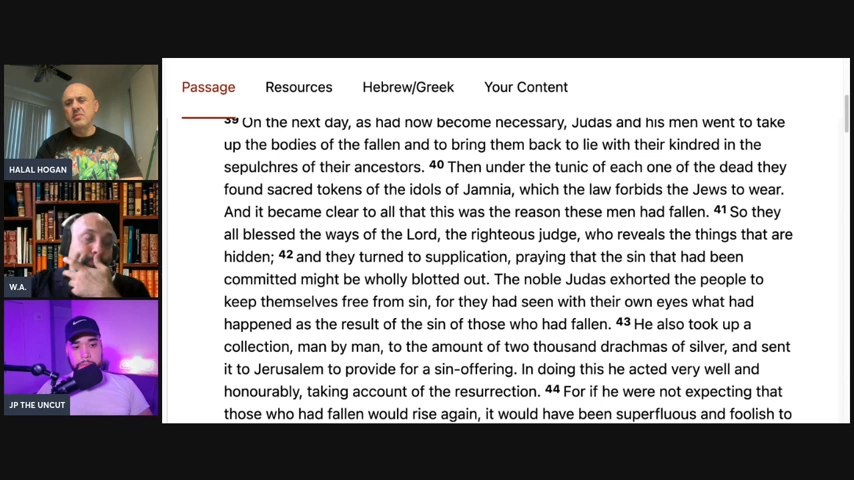 HALAL HOGAN
W.A.
JP THE UNCUT
Passage Resources Hebrew/Greek Your Content
39 On the next day, as had now become necessary, Judas and his men went to take
up the bodies of the fallen and to bring them back to lie with their kindred in the
sepulchres of their ancestors. 40 Then under the tunic of each one of the dead they
found sacred tokens of the idols of Jamnia, which the law forbids the Jews to wear.
And it became clear to all that this was the reason these men had fallen. 41 So they
all blessed the ways of the Lord, the righteous judge, who reveals the things that are
hidden; 42 and they turned to supplication, praying that the sin that had been
committed might be wholly blotted out. The noble Judas exhorted the people to
keep themselves free from sin, for they had seen with their own eyes what had
happened as the result of the sin of those who had fallen. 43 He also took up a
collection, man by man, to the amount of two thousand drachmas of silver, and sent
it to Jerusalem to provide for a sin-offering. In doing this he acted very well and
honourably, taking account of the resurrection. 44 For if he were not expecting that
those who had fallen would rise again, it would have been superfluous and foolish to